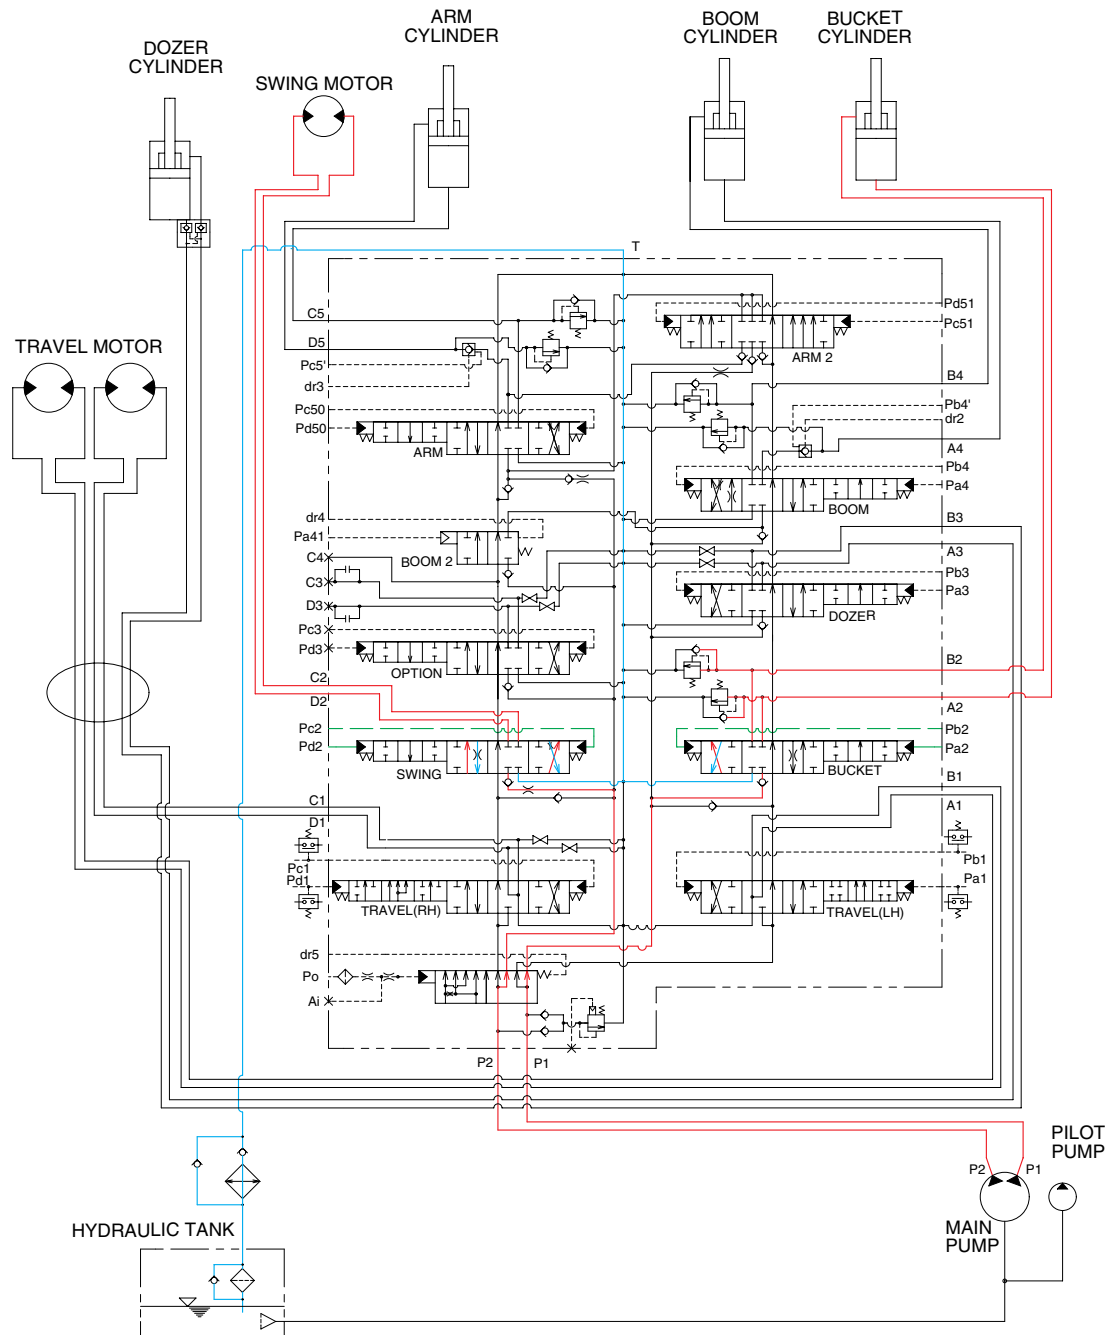 ARM
CYLINDER
BOOM
CYLINDER
BUCKET
CYLINDER
DOZER
CYLINDER
SWING MOTOR
TRAVEL MOTOR
T
C5
D5
Pc5'
dr3
Pc50
Pd50
ARM
Pd51
Pc51
ARM 2
B4
Pb4'
dr2
A4
Pb4
Pa4
BOOM
dr4
Pa41
BOOM 2
C4
C3
D3
B3
A3
Pb3
Pa3
DOZER
Pc3
Pd3
OPTION
C2
D2
B2
A2
Pc2
Pd2
SWING
Pb2
Pa2
BUCKET
C1
D1
B1
A1
Pc1
Pd1
TRAVEL(RH)
Pb1
Pa1
TRAVEL(LH)
dr5
Po
Ai
P2
P1
PILOT
PUMP
P2
P1
MAIN
PUMP
HYDRAULIC TANK